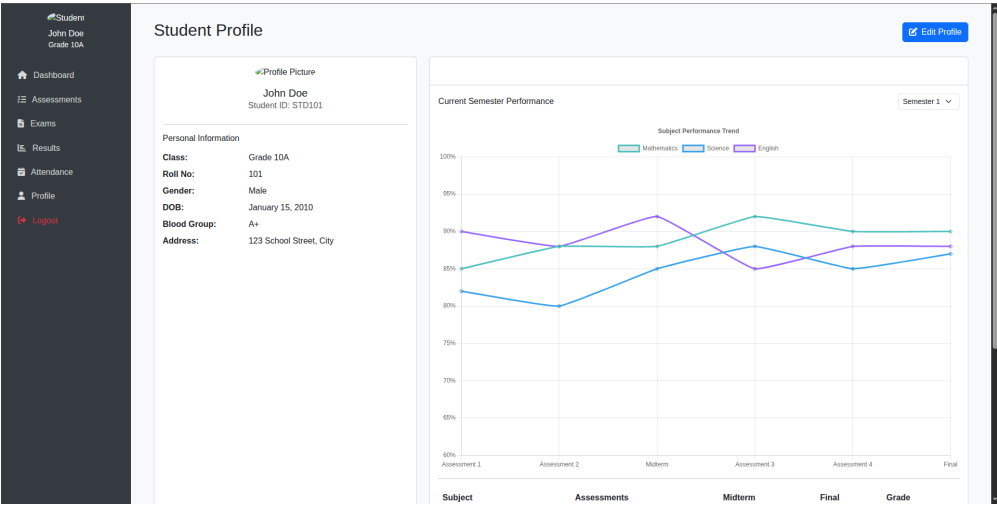 Student
John Doe
Grade 10A
Dashboard
Assessments
Exams
Results
Attendance
Profile
Logout
Student Profile
Edit Profile
Profile Picture
John Doe
Student ID: STD101
Personal Information
Class: Grade 10A
Roll No: 101
Gender: Male
DOB: January 15, 2010
Blood Group: A+
Address: 123 School Street, City
Current Semester Performance
Semester 1
Subject Performance Trend
Mathematics Science English
100%
95%
90%
85%
80%
75%
70%
65%
60%
Assessment 1 Assessment 2 Midterm Assessment 3 Assessment 4 Final
Subject Assessments Midterm Final Grade